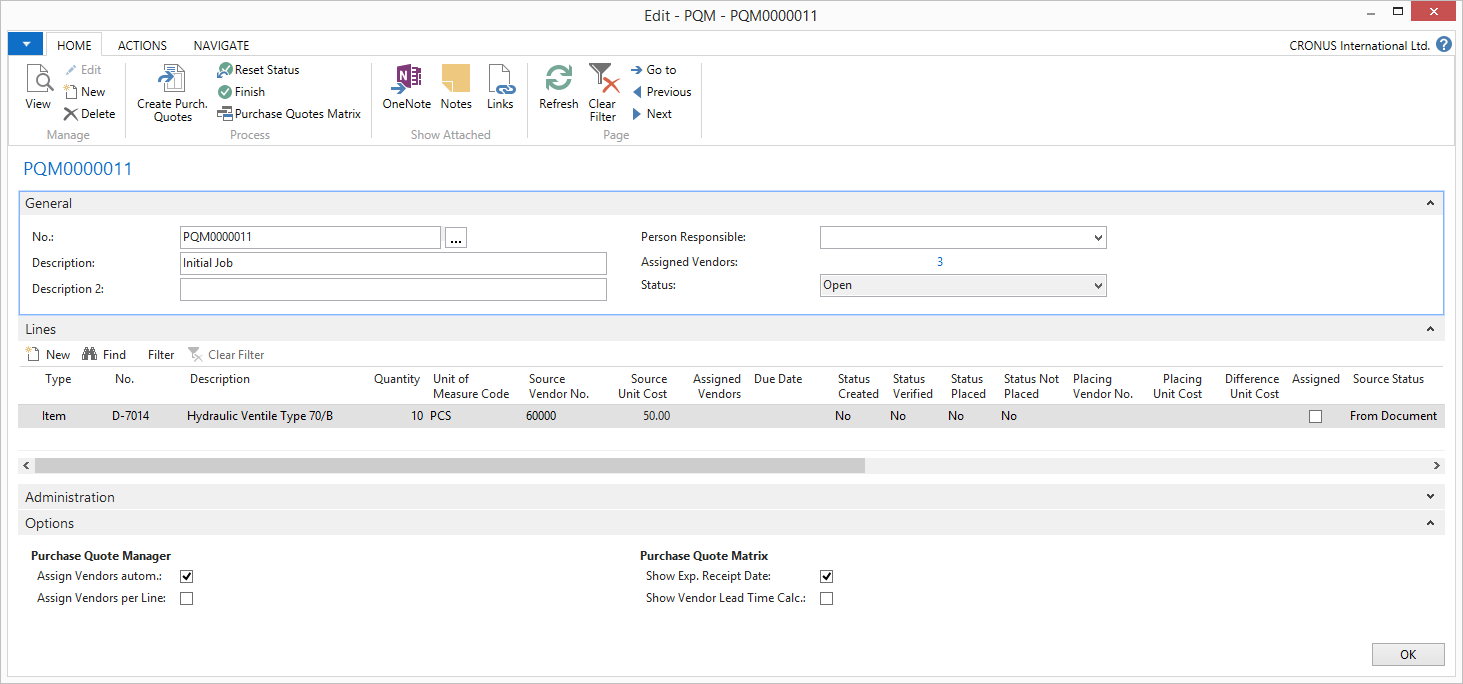 Edit - PQM - PQM0000011
HOME ACTIONS NAVIGATE CRONUS International Ltd. ?
View
Edit
New
Delete
Manage
Create Purch. Quotes
Reset Status
Finish
Purchase Quotes Matrix
Process
OneNote
Notes
Links
Show Attached
Refresh
Clear Filter
Go to
Previous
Next
Page
PQM0000011
General
No.: PQM0000011 ...
Description: Initial Job
Description 2:
Person Responsible:
Assigned Vendors: 3
Status: Open
Lines
New Find Filter Clear Filter
Type No. Description Quantity Unit of Measure Code Source Vendor No. Source Unit Cost Assigned Vendors Due Date Status Created Status Verified Status Placed Status Not Placed Placing Vendor No. Placing Unit Cost Difference Unit Cost Assigned Source Status
Item D-7014 Hydraulic Ventile Type 70/B 10 PCS 60000 50.00 No No No No From Document
Administration
Options
Purchase Quote Manager
Assign Vendors autom.:
Assign Vendors per Line:
Purchase Quote Matrix
Show Exp. Receipt Date:
Show Vendor Lead Time Calc.:
OK